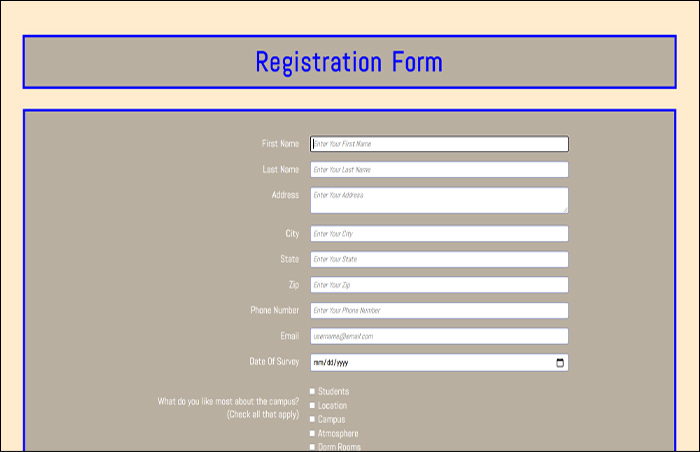 Registration Form
First Name
Enter Your First Name
Last Name
Enter Your Last Name
Address
Enter Your Address
City
Enter Your City
State
Enter Your State
Zip
Enter Your Zip
Phone Number
Enter Your Phone Number
Email
username@email.com
Date Of Survey
mm/dd/yyyy
What do you like most about the campus?
(Check all that apply)
Students
Location
Campus
Atmosphere
Dorm Rooms